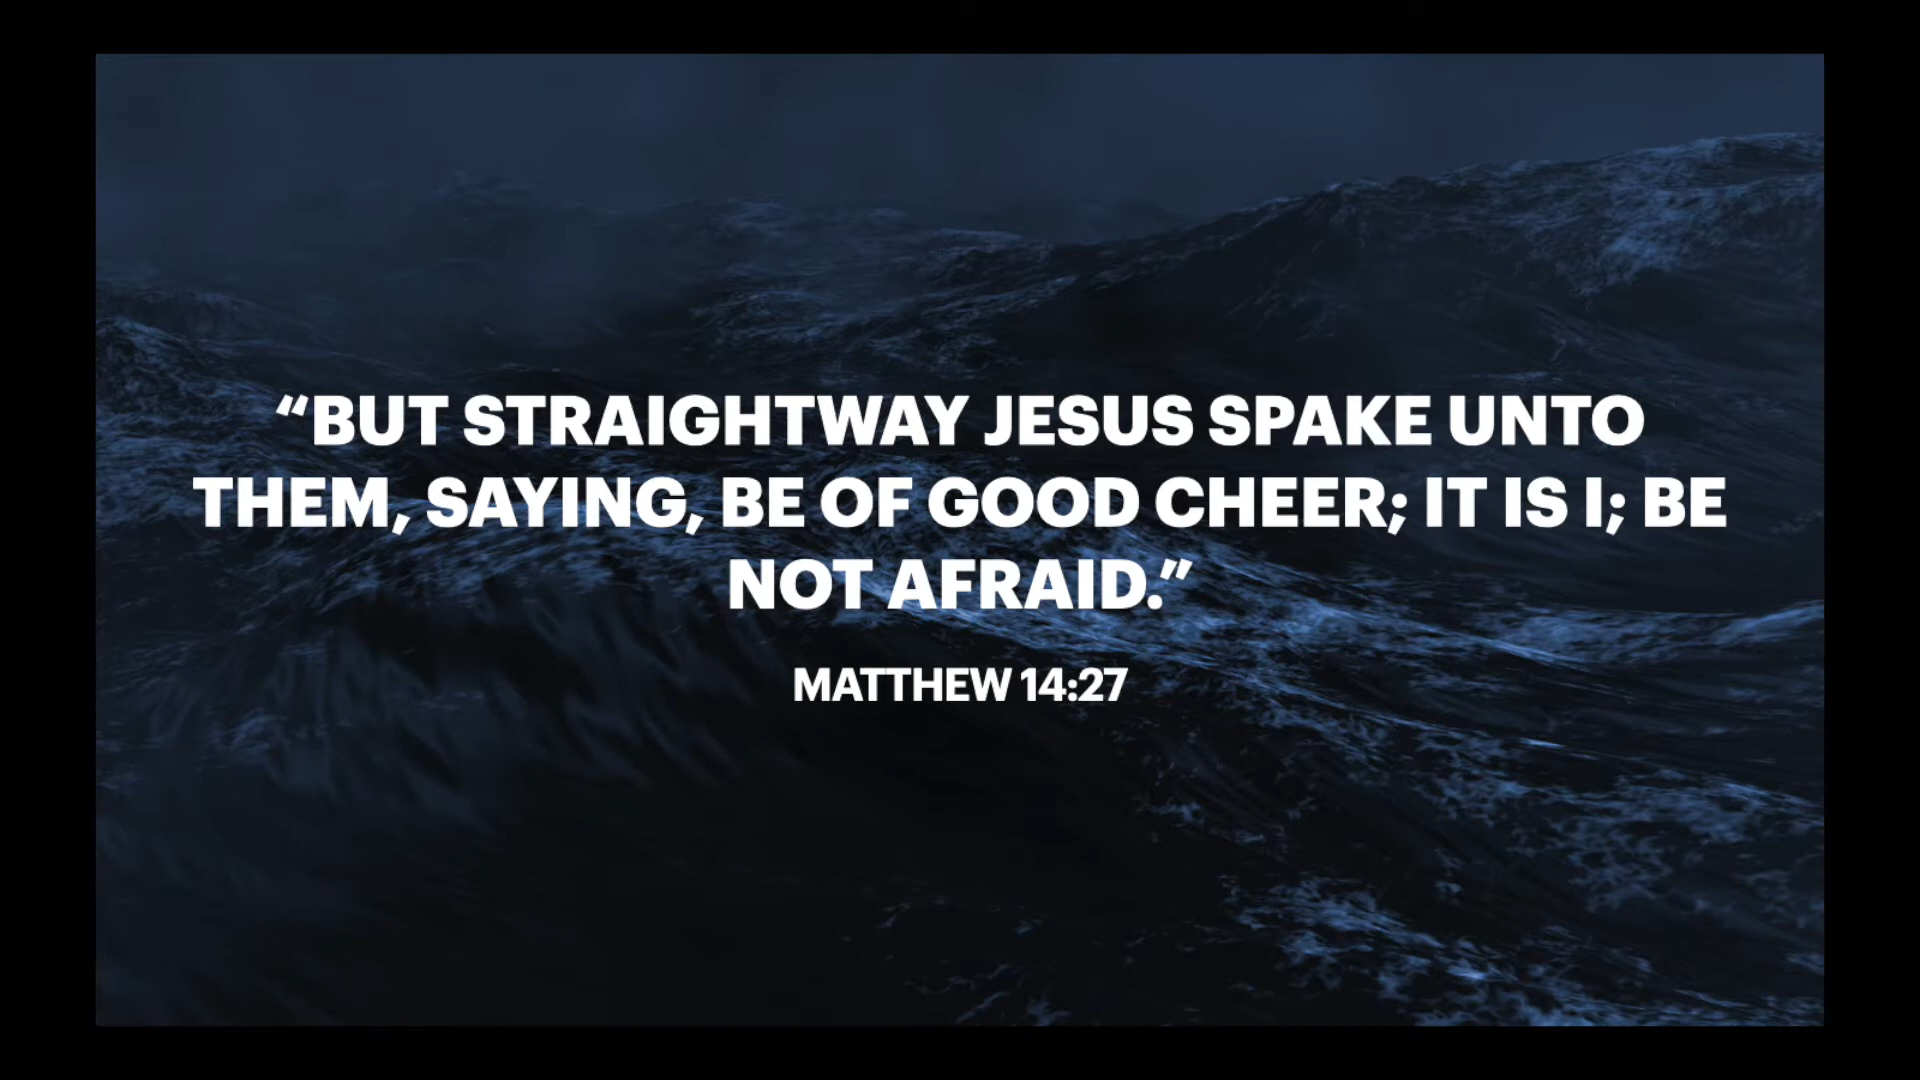 “BUT STRAIGHTWAY JESUS SPAKE UNTO
THEM, SAYING, BE OF GOOD CHEER; IT IS I; BE
NOT AFRAID.”
MATTHEW 14:27